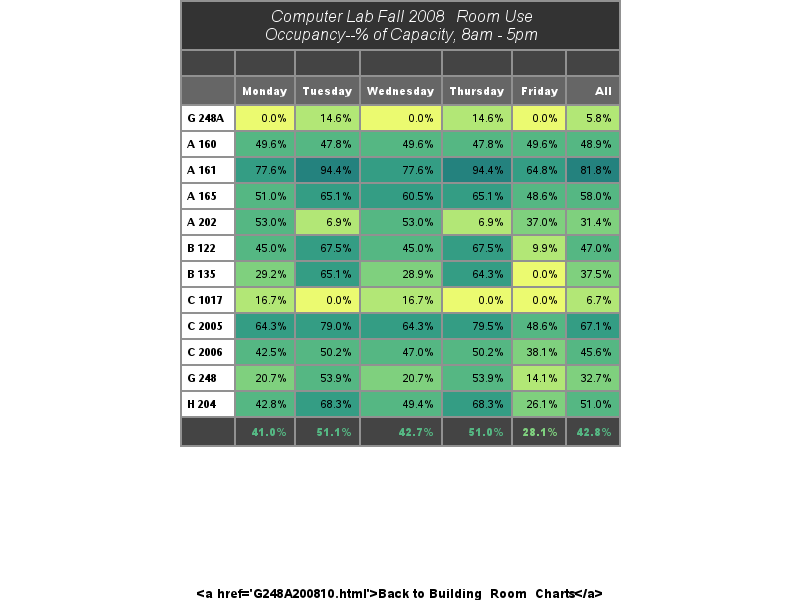 Computer Lab Fall 2008 Room Use
Occupancy--% of Capacity, 8am - 5pm
Monday Tuesday Wednesday Thursday Friday All
G 248A 0.0% 14.6% 0.0% 14.6% 0.0% 5.8%
A 160 49.6% 47.8% 49.6% 47.8% 49.6% 48.9%
A 161 77.6% 94.4% 77.6% 94.4% 64.8% 81.8%
A 165 51.0% 65.1% 60.5% 65.1% 48.6% 58.0%
A 202 53.0% 6.9% 53.0% 6.9% 37.0% 31.4%
B 122 45.0% 67.5% 45.0% 67.5% 9.9% 47.0%
B 135 29.2% 65.1% 28.9% 64.3% 0.0% 37.5%
C 1017 16.7% 0.0% 16.7% 0.0% 0.0% 6.7%
C 2005 64.3% 79.0% 64.3% 79.5% 48.6% 67.1%
C 2006 42.5% 50.2% 47.0% 50.2% 38.1% 45.6%
G 248 20.7% 53.9% 20.7% 53.9% 14.1% 32.7%
H 204 42.8% 68.3% 49.4% 68.3% 26.1% 51.0%
41.0% 51.1% 42.7% 51.0% 28.1% 42.8%
<a href='G248A200810.html'>Back to Building Room Charts</a>